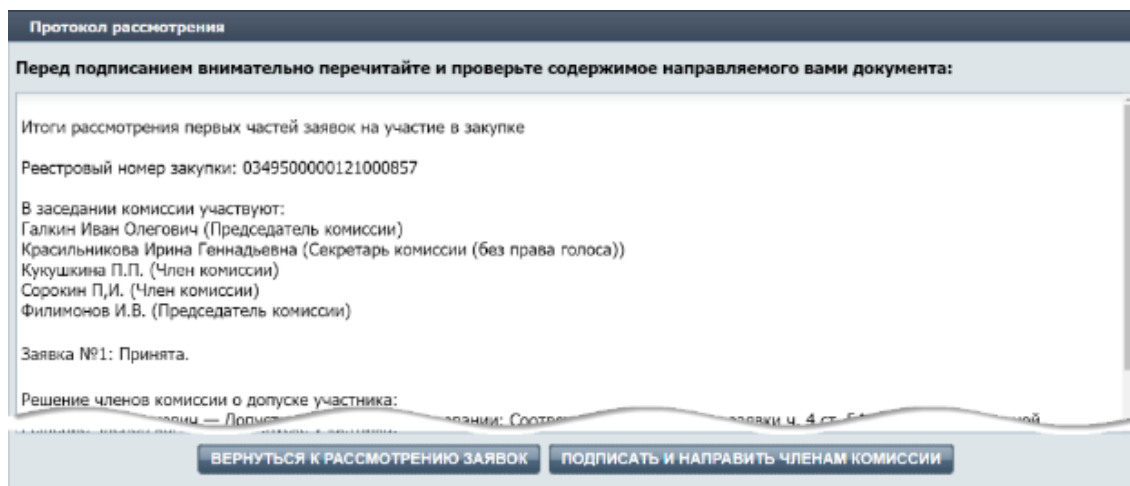 Протокол рассмотрения
Перед подписанием внимательно перечитайте и проверьте содержимое направляемого вами документа:
Итоги рассмотрения первых частей заявок на участие в закупке
Реестровый номер закупки: 0349500000121000857
В заседании комиссии участвуют:
Галкин Иван Олегович (Председатель комиссии)
Красильникова Ирина Геннадьевна (Секретарь комиссии (без права голоса))
Кукушкина П.П. (Член комиссии)
Сорокин П,И. (Член комиссии)
Филимонов И.В. (Председатель комиссии)
Заявка №1: Принята.
Решение членов комиссии о допуске участника:
ч. 4 ст.
ВЕРНУТЬСЯ К РАССМОТРЕНИЮ ЗАЯВОК
ПОДПИСАТЬ И НАПРАВИТЬ ЧЛЕНАМ КОМИССИИ